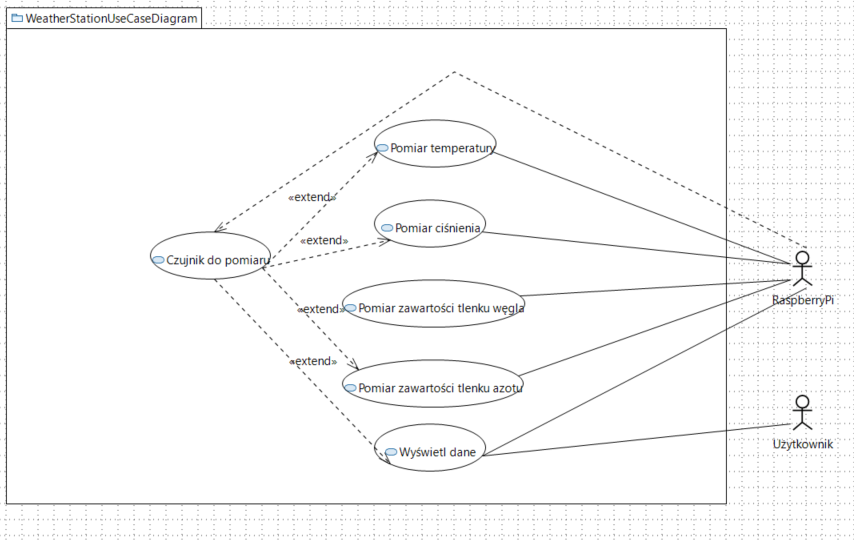 WeatherStationUseCaseDiagram
Pomiar temperatury
«extend»
Pomiar ciśnienia
«extend»
Czujnik do pomiaru
RaspberryPi
«extend»
Pomiar zawartości tlenku węgla
«extend»
Pomiar zawartości tlenku azotu
Użytkownik
Wyświetl dane